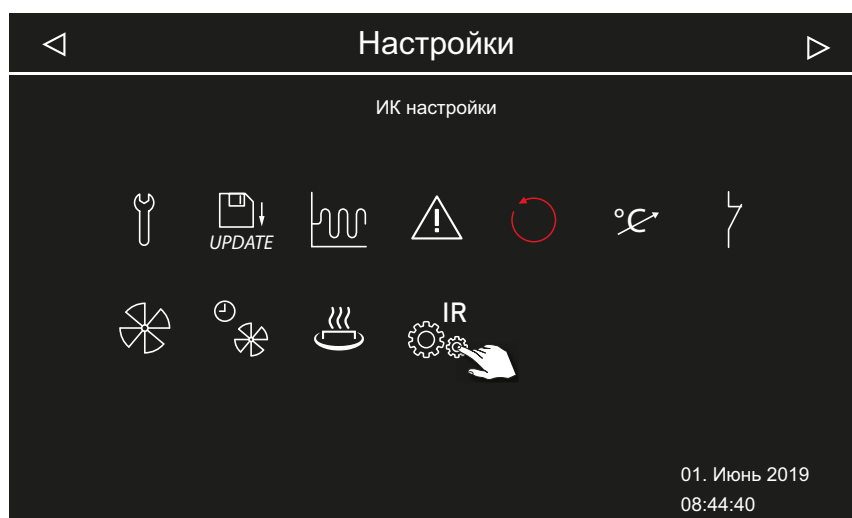 Настройки
ИК настройки
UPDATE
°C
IR
01. Июнь 2019
08:44:40